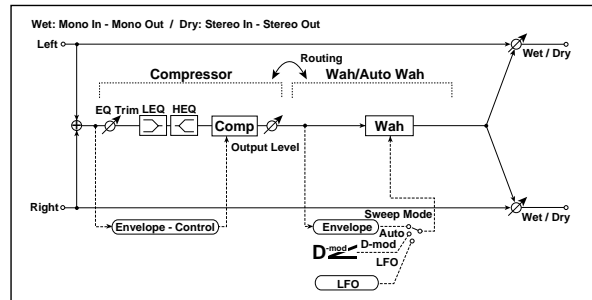 Wet: Mono In - Mono Out / Dry: Stereo In - Stereo Out
Left
Wet / Dry
Routing
Compressor
Wah/Auto Wah
EQ Trim
LEQ
HEQ
Comp
Wah
Output Level
Right
Wet / Dry
Sweep Mode
Envelope - Control
Envelope
Auto
D-mod
D-mod
LFO
LFO